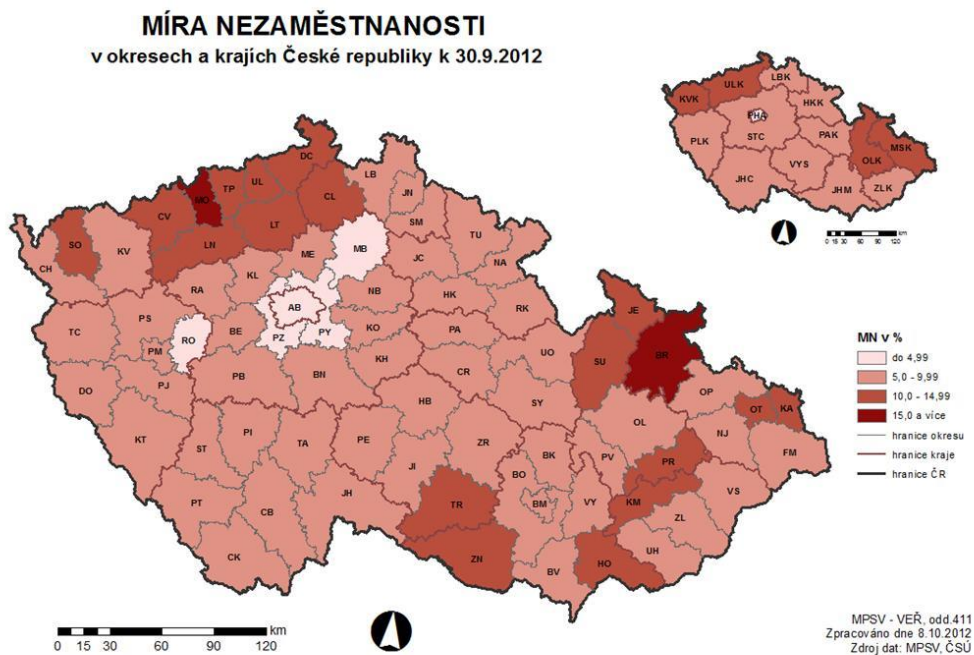 MÍRA NEZAMĚSTNANOSTI
v okresech a krajích České republiky k 30.9.2012
KVK
ULK
LBK
HKK
PHA
STC
PLK
PAK
MSK
OLK
VYS
JHC
JHM
ZLK
km
0 15 30 60 90 120
DC
LB
JN
TP
UL
MO
CL
CV
LT
SM
TU
SO
KV
LN
ME
MB
JC
NA
CH
KL
RA
NB
HK
RK
AB
JE
TC
PS
RO
BE
PZ
PY
KO
PA
UO
SU
BR
PM
KH
DO
PJ
PB
BN
CR
OP
OT
KA
HB
SY
OL
NJ
FM
KT
ST
PI
TA
PE
ZR
BK
PV
PR
JI
BO
VS
PT
CB
JH
TR
BM
VY
KM
ZL
CK
ZN
BV
HO
UH
MN v %
do 4,99
5,0 - 9,99
10,0 - 14,99
15,0 a více
hranice okresu
hranice kraje
hranice ČR
km
0 15 30 60 90 120
MPSV - VEŘ, odd.411
Zpracováno dne 8.10.2012
Zdroj dat: MPSV, ČSÚ